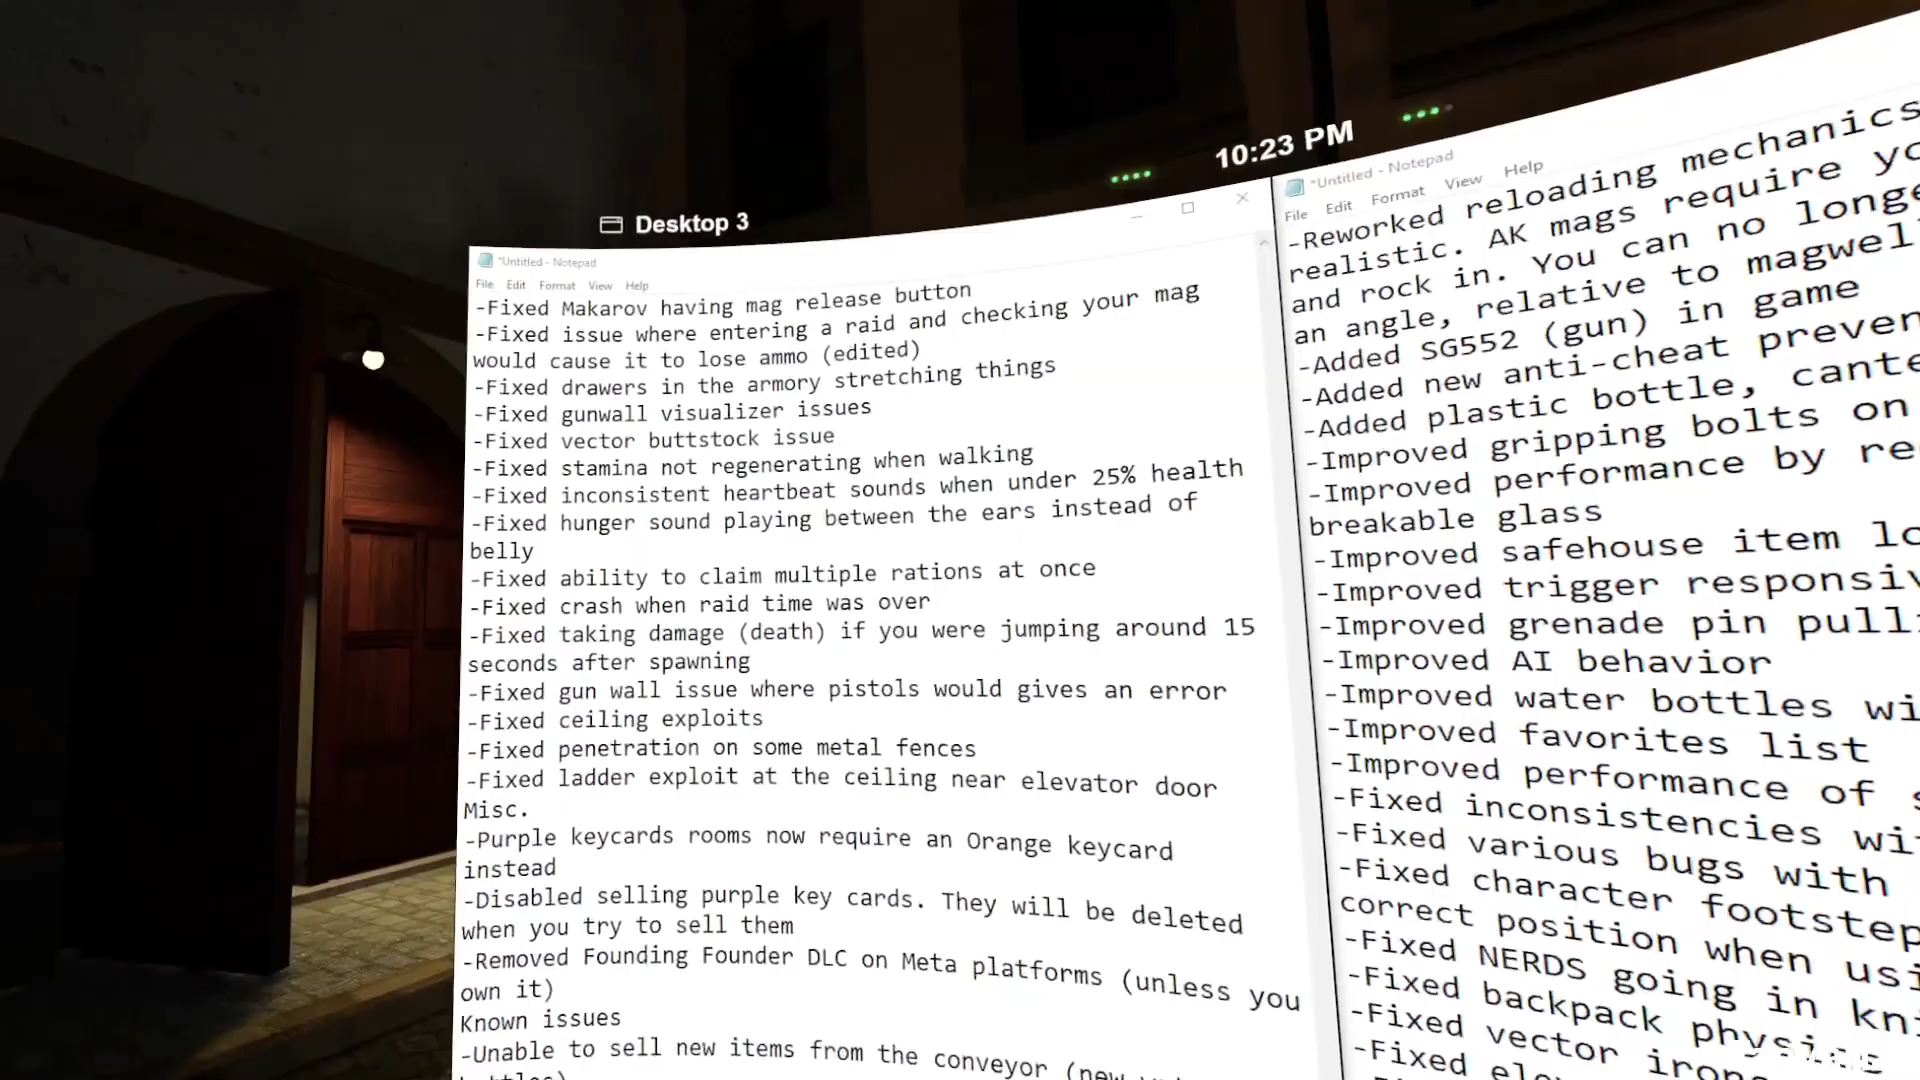 10:23 PM
Desktop 3
*Untitled - Notepad
File Edit Format View Help
-Fixed Makarov having mag release button
-Fixed issue where entering a raid and checking your mag
would cause it to lose ammo (edited)
-Fixed drawers in the armory stretching things
-Fixed gunwall visualizer issues
-Fixed vector buttstock issue
-Fixed stamina not regenerating when walking
-Fixed inconsistent heartbeat sounds when under 25% health
-Fixed hunger sound playing between the ears instead of
belly
-Fixed ability to claim multiple rations at once
-Fixed crash when raid time was over
-Fixed taking damage (death) if you were jumping around 15
seconds after spawning
-Fixed gun wall issue where pistols would gives an error
-Fixed ceiling exploits
-Fixed penetration on some metal fences
-Fixed ladder exploit at the ceiling near elevator door
Misc.
-Purple keycards rooms now require an Orange keycard
instead
-Disabled selling purple key cards. They will be deleted
when you try to sell them
-Removed Founding Founder DLC on Meta platforms (unless you
own it)
Known issues
-Unable to sell new items from the conveyor (new
*Untitled - Notepad
File Edit Format View Help
-Reworked reloading mechanics
realistic. AK mags require
and rock in. You can no
an angle, relative to
-Added SG552 (gun) in game
-Added new anti-cheat
-Added plastic bottle,
-Improved gripping bolts on
-Improved performance by
breakable glass
-Improved safehouse item
-Improved trigger
-Improved grenade pin
-Improved AI behavior
-Improved water bottles
-Improved favorites list
-Improved performance of
-Fixed inconsistencies
-Fixed various bugs with
-Fixed character
correct position when
-Fixed NERDS going in
-Fixed backpack
-Fixed vector
-Fixed